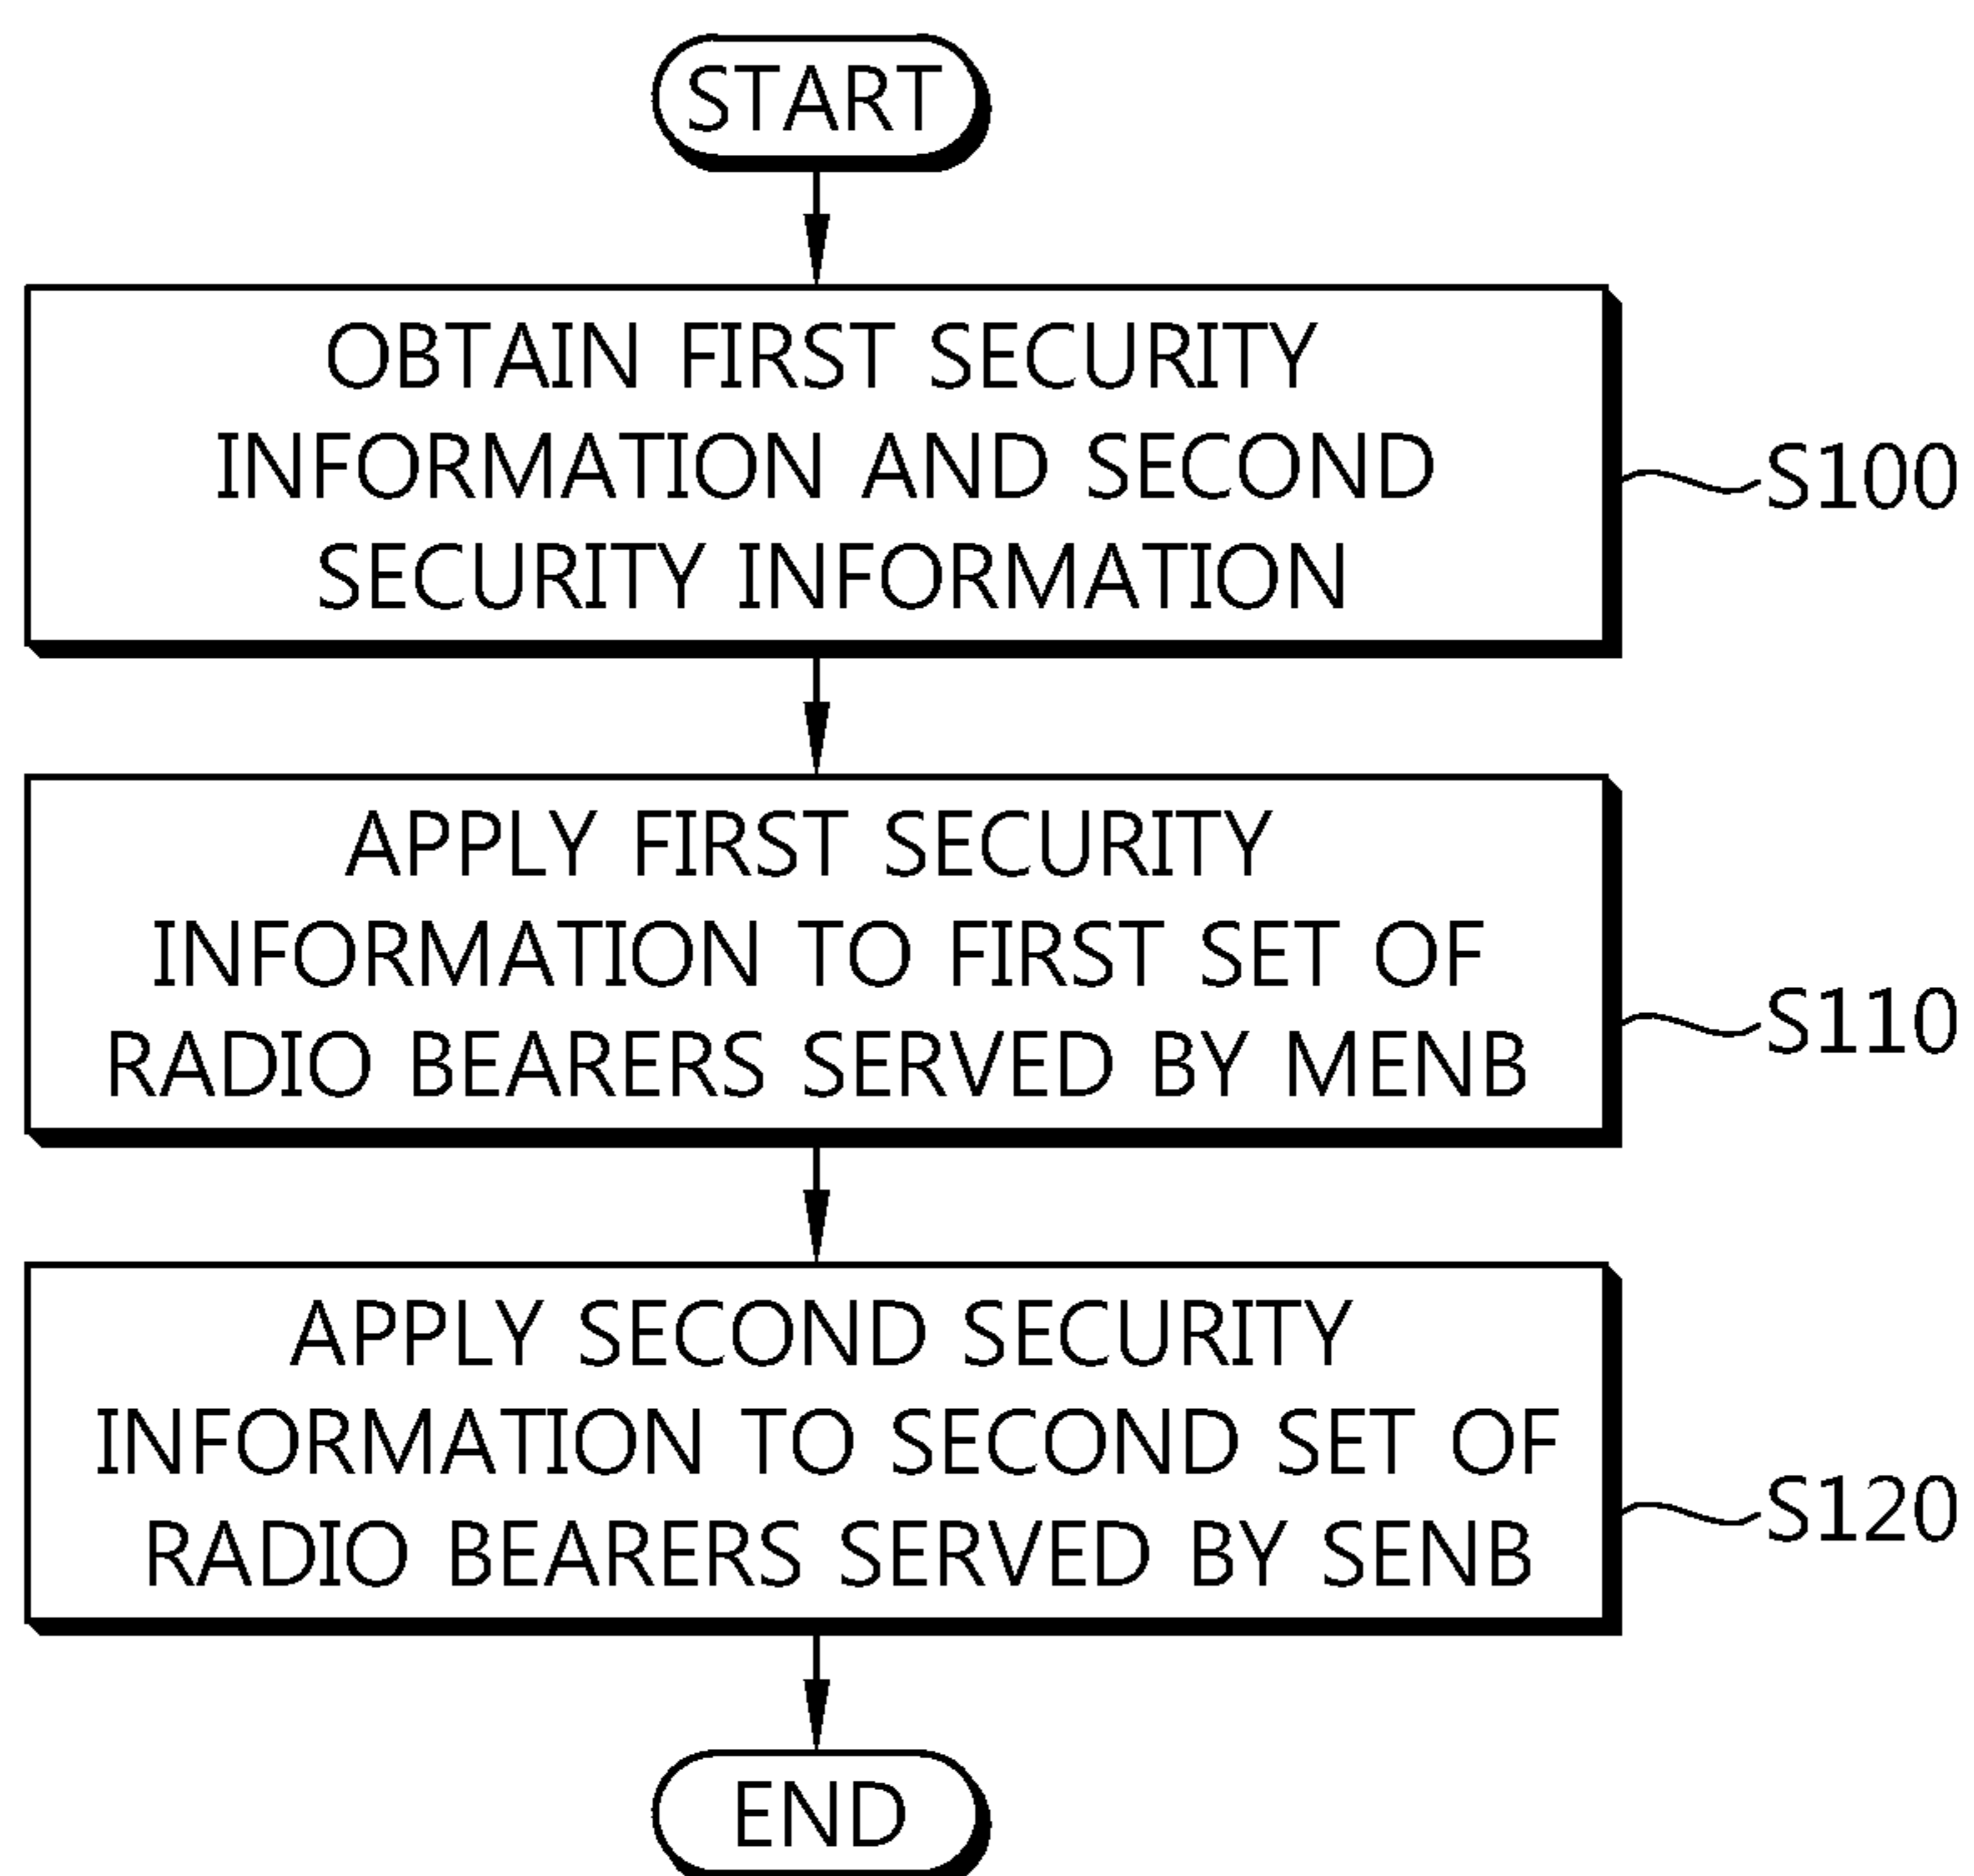 START
OBTAIN FIRST SECURITY
INFORMATION AND SECOND
SECURITY INFORMATION
S100
APPLY FIRST SECURITY
INFORMATION TO FIRST SET OF
RADIO BEARERS SERVED BY MENB
S110
APPLY SECOND SECURITY
INFORMATION TO SECOND SET OF
RADIO BEARERS SERVED BY SENB
S120
END